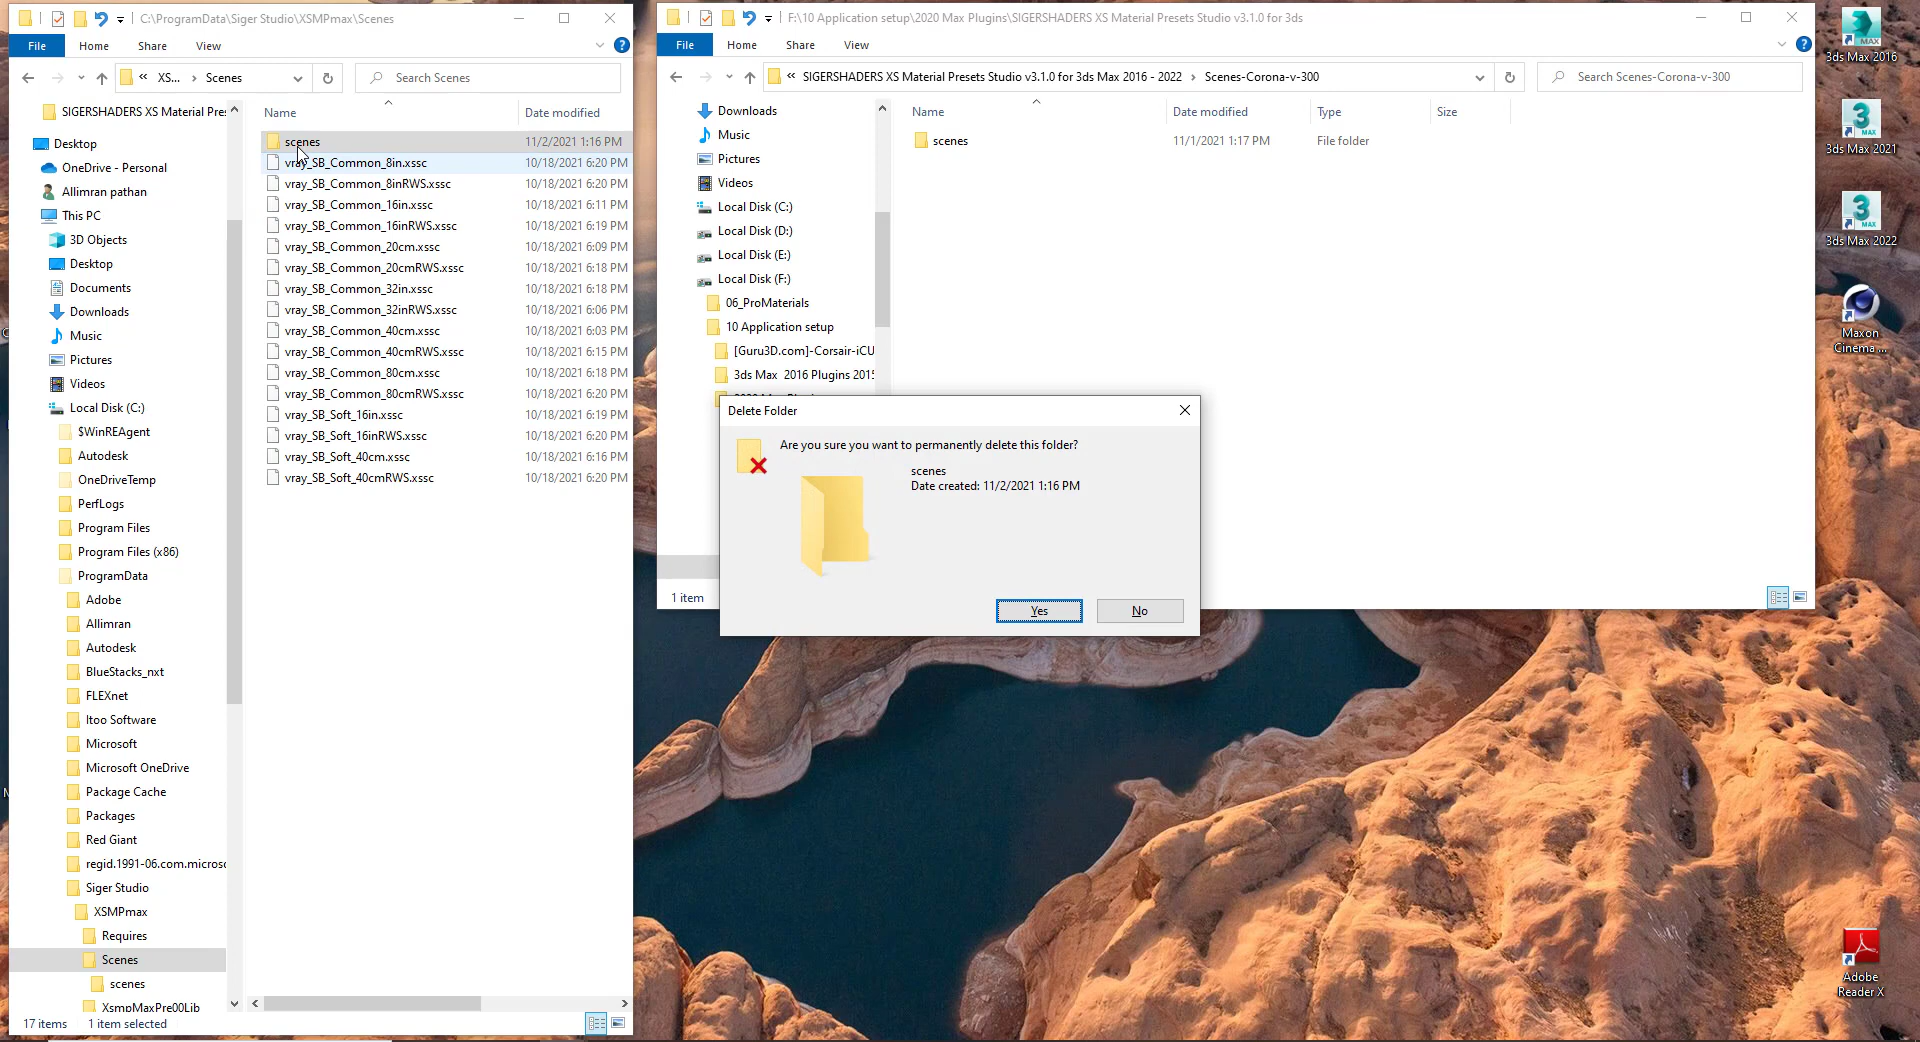 C:\ProgramData\Siger Studio\XSMPmax\Scenes
File
Home
Share
View
?
«
XS...
Scenes
Search Scenes
SIGERSHADERS XS Material Pre
Desktop
OneDrive - Personal
Allimran pathan
This PC
3D Objects
Desktop
Documents
Downloads
Music
Pictures
Videos
Local Disk (C:)
$WinREAgent
Autodesk
OneDriveTemp
PerfLogs
Program Files
Program Files (x86)
ProgramData
Adobe
Allimran
Autodesk
BlueStacks_nxt
FLEXnet
Itoo Software
Microsoft
Microsoft OneDrive
Package Cache
Packages
Red Giant
regid.1991-06.com.micros
Siger Studio
XSMPmax
Requires
Scenes
scenes
XsmpMaxPre00Lib
Name
Date modified
scenes 11/2/2021 1:16 PM
vray_SB_Common_8in.xssc 10/18/2021 6:20 PM
vray_SB_Common_8inRWS.xssc 10/18/2021 6:20 PM
vray_SB_Common_16in.xssc 10/18/2021 6:11 PM
vray_SB_Common_16inRWS.xssc 10/18/2021 6:19 PM
vray_SB_Common_20cm.xssc 10/18/2021 6:09 PM
vray_SB_Common_20cmRWS.xssc 10/18/2021 6:18 PM
vray_SB_Common_32in.xssc 10/18/2021 6:18 PM
vray_SB_Common_32inRWS.xssc 10/18/2021 6:06 PM
vray_SB_Common_40cm.xssc 10/18/2021 6:03 PM
vray_SB_Common_40cmRWS.xssc 10/18/2021 6:15 PM
vray_SB_Common_80cm.xssc 10/18/2021 6:18 PM
vray_SB_Common_80cmRWS.xssc 10/18/2021 6:20 PM
vray_SB_Soft_16in.xssc 10/18/2021 6:19 PM
vray_SB_Soft_16inRWS.xssc 10/18/2021 6:20 PM
vray_SB_Soft_40cm.xssc 10/18/2021 6:16 PM
vray_SB_Soft_40cmRWS.xssc 10/18/2021 6:20 PM
17 items 1 item selected
F:\10 Application setup\2020 Max Plugins\SIGERSHADERS XS Material Presets Studio v3.1.0 for 3ds
File
Home
Share
View
?
« SIGERSHADERS XS Material Presets Studio v3.1.0 for 3ds Max 2016 - 2022
Scenes-Corona-v-300
Search Scenes-Corona-v-300
Downloads
Music
Pictures
Videos
Local Disk (C:)
Local Disk (D:)
Local Disk (E:)
Local Disk (F:)
06_ProMaterials
10 Application setup
[Guru3D.com]-Corsair-iCU
3ds Max 2016 Plugins 2015
Name
Date modified
Type
Size
scenes 11/1/2021 1:17 PM File folder
1 item
Delete Folder
Are you sure you want to permanently delete this folder?
scenes
Date created: 11/2/2021 1:16 PM
Yes
No
3ds Max 2016
3
MAX
3ds Max 2021
3
MAX
3ds Max 2022
Maxon
Cinema ...
Adobe
Reader X